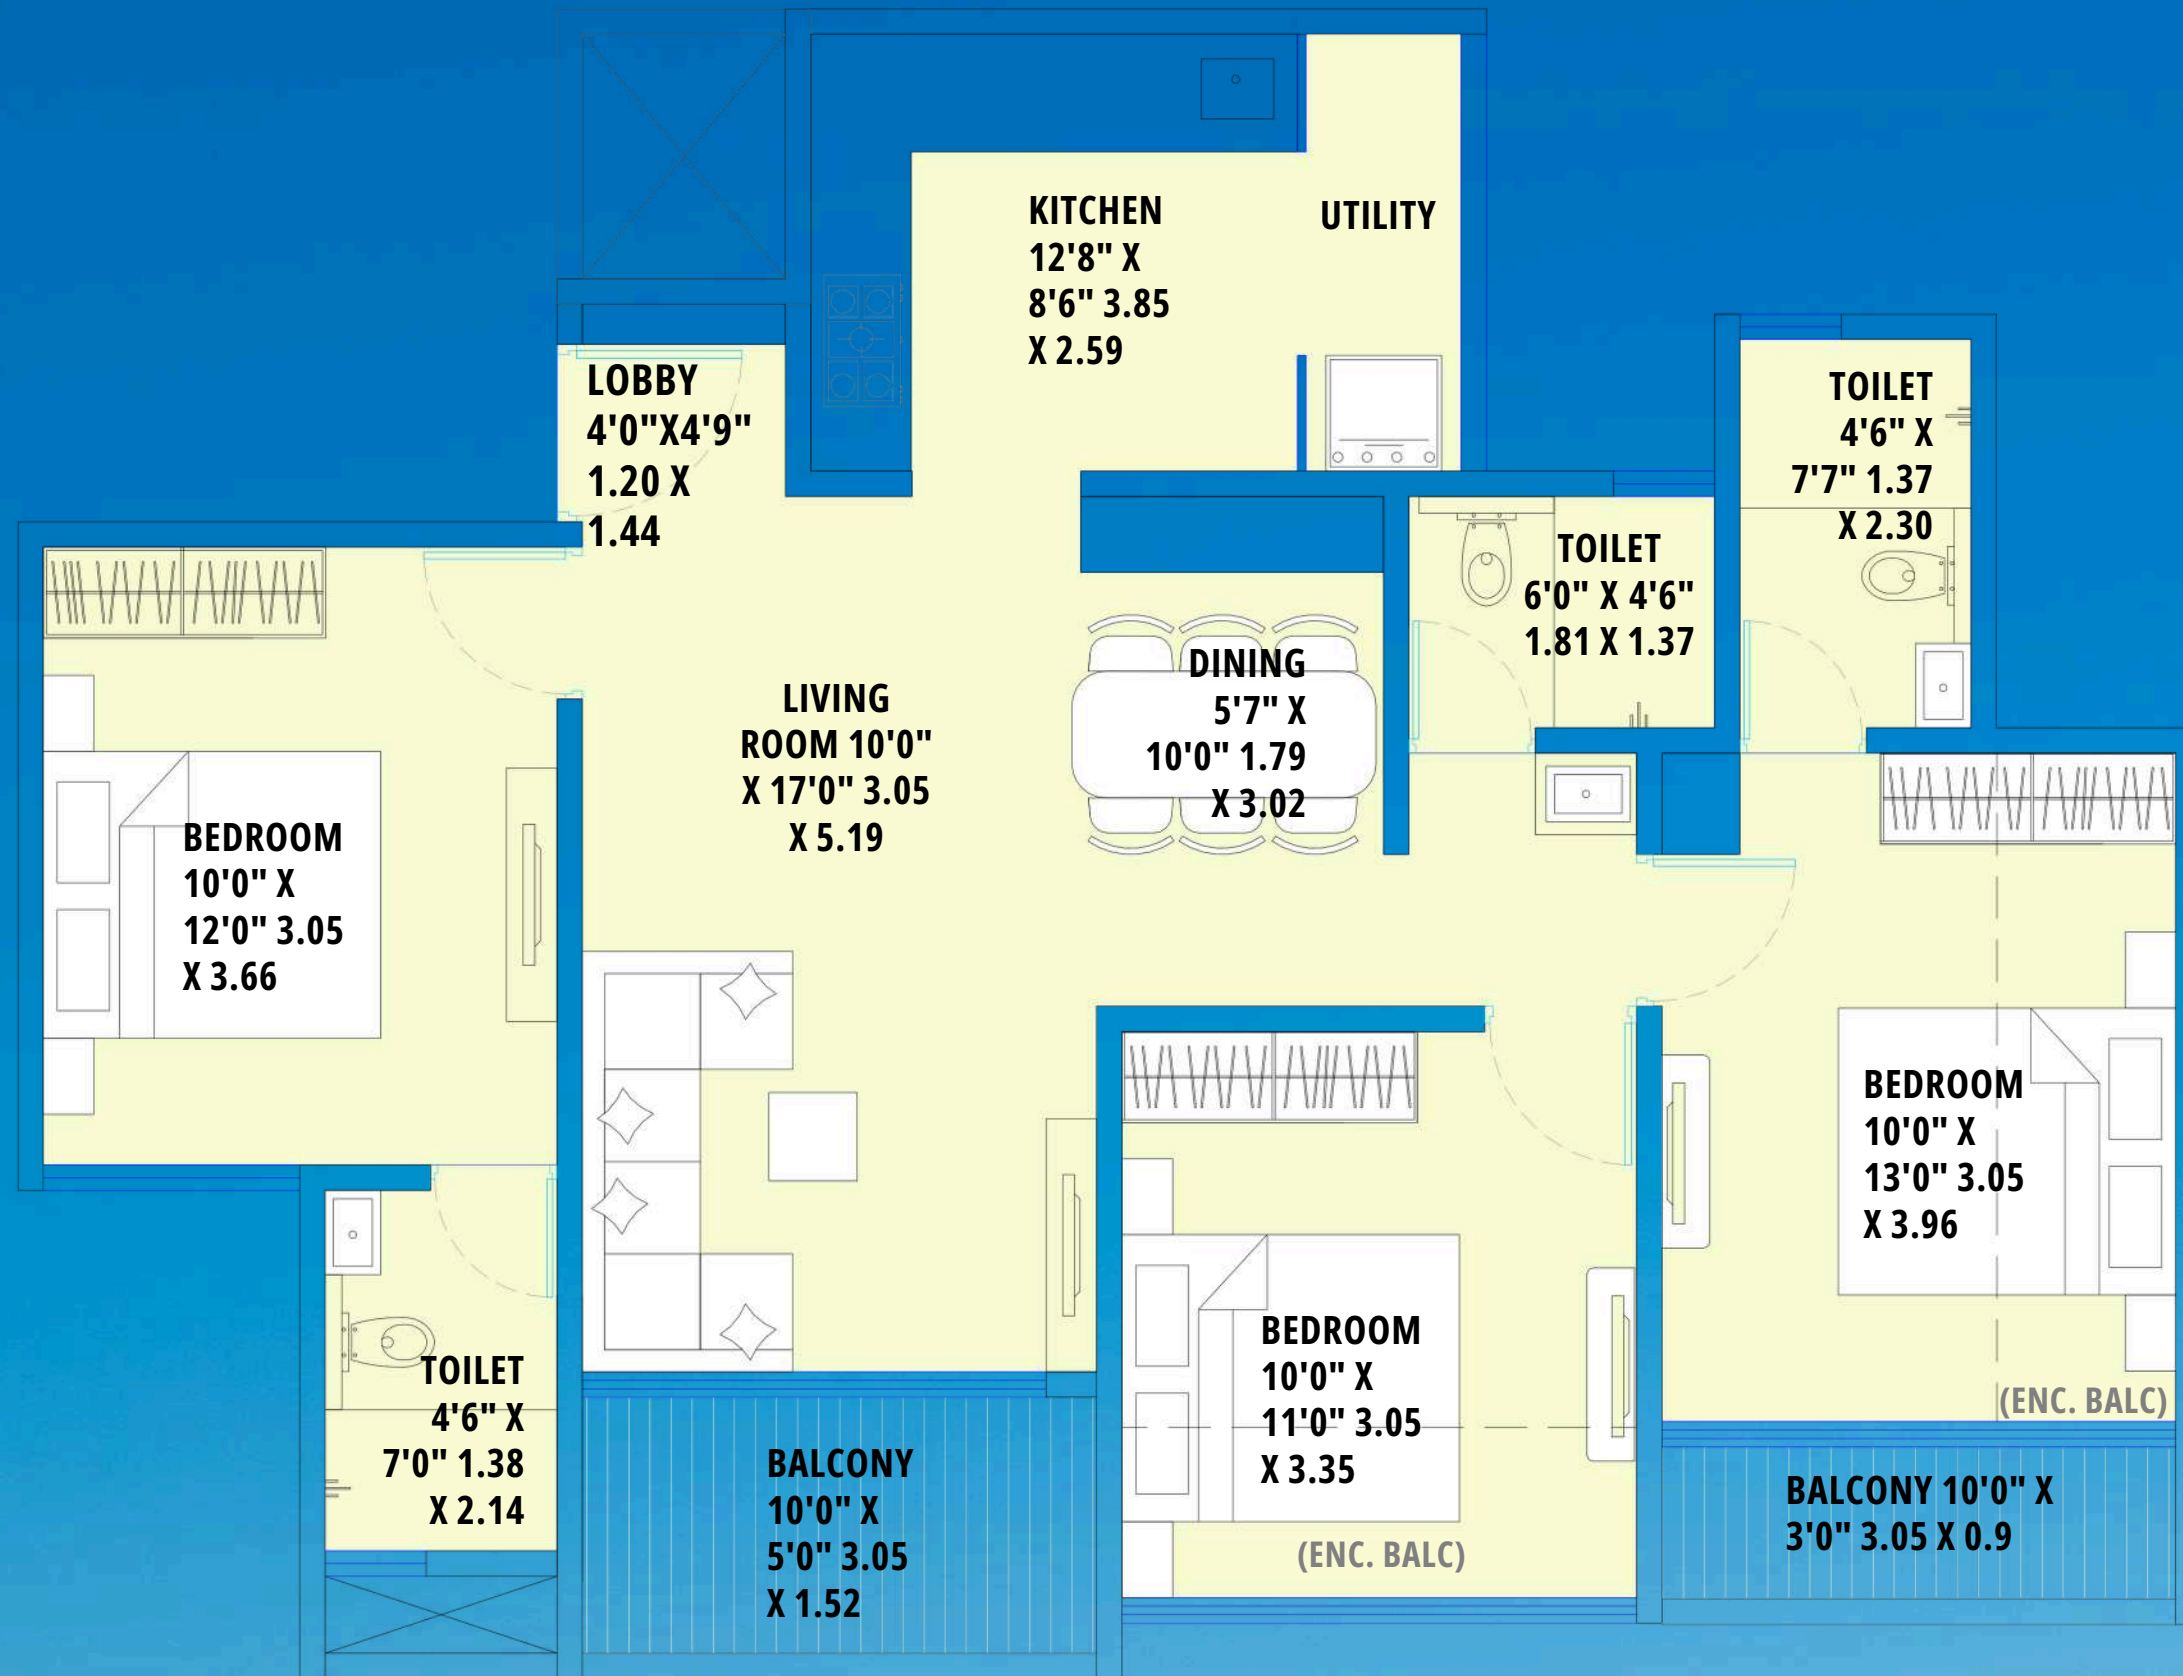 KITCHEN
12'8" X
8'6" 3.85
X 2.59
UTILITY
LOBBY
4'0"X4'9"
1.20 X
1.44
TOILET
4'6" X
7'7" 1.37
X 2.30
TOILET
6'0" X 4'6"
1.81 X 1.37
DINING
5'7" X
10'0" 1.79
X 3.02
LIVING
ROOM 10'0"
X 17'0" 3.05
X 5.19
BEDROOM
10'0" X
12'0" 3.05
X 3.66
BEDROOM
10'0" X
13'0" 3.05
X 3.96
(ENC. BALC)
BEDROOM
10'0" X
11'0" 3.05
X 3.35
(ENC. BALC)
TOILET
4'6" X
7'0" 1.38
X 2.14
BALCONY
10'0" X
5'0" 3.05
X 1.52
BALCONY 10'0" X
3'0" 3.05 X 0.9